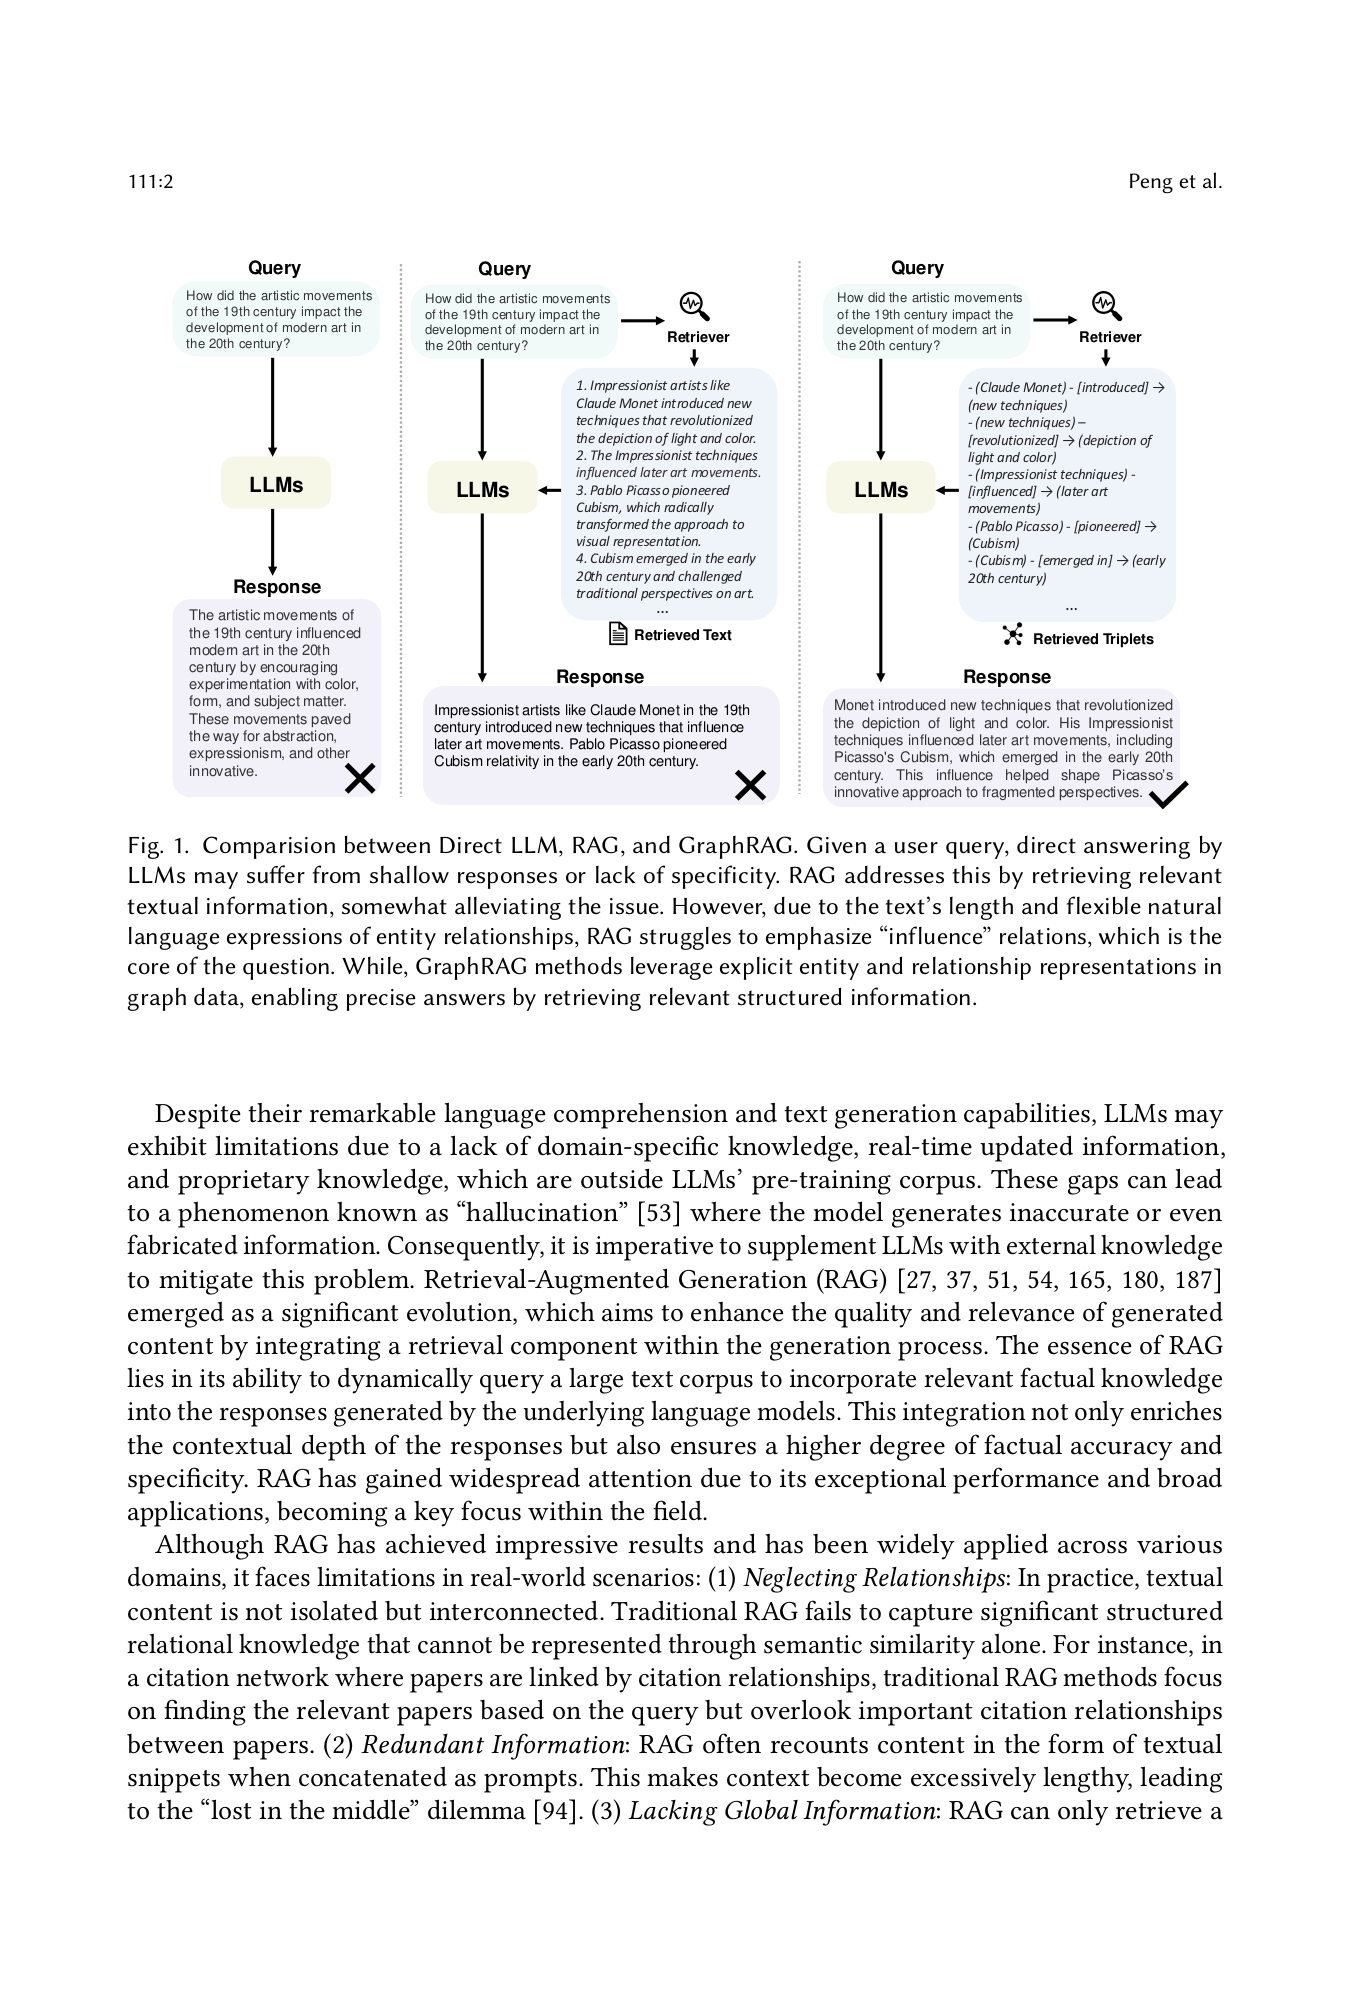 111:2
Peng et al.
Query
How did the artistic movements
of the 19th century impact the
development of modern art in
the 20th century?
LLMs
Response
The artistic movements of
the 19th century influenced
modern art in the 20th
century by encouraging
experimentation with color,
form, and subject matter.
These movements paved
the way for abstraction,
expressionism, and other
innovative.
Query
How did the artistic movements
of the 19th century impact the
development of modern art in
the 20th century?
Retriever
1. Impressionist artists like
Claude Monet introduced new
techniques that revolutionized
the depiction of light and color.
2. The Impressionist techniques
influenced later art movements.
3. Pablo Picasso pioneered
Cubism, which radically
transformed the approach to
visual representation.
4. Cubism emerged in the early
20th century and challenged
traditional perspectives on art.
...
Retrieved Text
LLMs
Response
Impressionist artists like Claude Monet in the 19th
century introduced new techniques that influence
later art movements. Pablo Picasso pioneered
Cubism relativity in the early 20th century.
Query
How did the artistic movements
of the 19th century impact the
development of modern art in
the 20th century?
Retriever
- (Claude Monet) - [introduced] →
(new techniques)
- (new techniques) –
[revolutionized] → (depiction of
light and color)
- (Impressionist techniques) -
[influenced] → (later art
movements)
- (Pablo Picasso) - [pioneered] →
(Cubism)
- (Cubism) - [emerged in] → (early
20th century)
...
Retrieved Triplets
LLMs
Response
Monet introduced new techniques that revolutionized
the depiction of light and color. His Impressionist
techniques influenced later art movements, including
Picasso's Cubism, which emerged in the early 20th
century. This influence helped shape Picasso's
innovative approach to fragmented perspectives.
Fig. 1. Comparision between Direct LLM, RAG, and GraphRAG. Given a user query, direct answering by
LLMs may suffer from shallow responses or lack of specificity. RAG addresses this by retrieving relevant
textual information, somewhat alleviating the issue. However, due to the text's length and flexible natural
language expressions of entity relationships, RAG struggles to emphasize “influence” relations, which is the
core of the question. While, GraphRAG methods leverage explicit entity and relationship representations in
graph data, enabling precise answers by retrieving relevant structured information.
Despite their remarkable language comprehension and text generation capabilities, LLMs may
exhibit limitations due to a lack of domain-specific knowledge, real-time updated information,
and proprietary knowledge, which are outside LLMs' pre-training corpus. These gaps can lead
to a phenomenon known as “hallucination” [53] where the model generates inaccurate or even
fabricated information. Consequently, it is imperative to supplement LLMs with external knowledge
to mitigate this problem. Retrieval-Augmented Generation (RAG) [27, 37, 51, 54, 165, 180, 187]
emerged as a significant evolution, which aims to enhance the quality and relevance of generated
content by integrating a retrieval component within the generation process. The essence of RAG
lies in its ability to dynamically query a large text corpus to incorporate relevant factual knowledge
into the responses generated by the underlying language models. This integration not only enriches
the contextual depth of the responses but also ensures a higher degree of factual accuracy and
specificity. RAG has gained widespread attention due to its exceptional performance and broad
applications, becoming a key focus within the field.
Although RAG has achieved impressive results and has been widely applied across various
domains, it faces limitations in real-world scenarios: (1) Neglecting Relationships: In practice, textual
content is not isolated but interconnected. Traditional RAG fails to capture significant structured
relational knowledge that cannot be represented through semantic similarity alone. For instance, in
a citation network where papers are linked by citation relationships, traditional RAG methods focus
on finding the relevant papers based on the query but overlook important citation relationships
between papers. (2) Redundant Information: RAG often recounts content in the form of textual
snippets when concatenated as prompts. This makes context become excessively lengthy, leading
to the “lost in the middle” dilemma [94]. (3) Lacking Global Information: RAG can only retrieve a